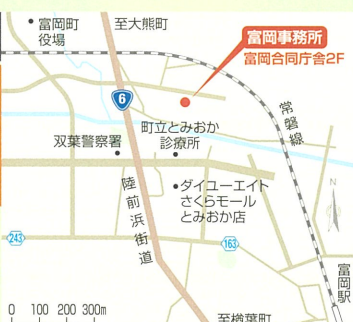 富岡町
役場
至大熊町
富岡事務所
富岡合同庁舎2F
6
常磐線
町立とみおか
診療所
双葉警察署
陸前浜街道
ダイユーエイト
さくらモール
とみおか店
N
243
163
富岡駅
0 100 200 300m
至楢葉町